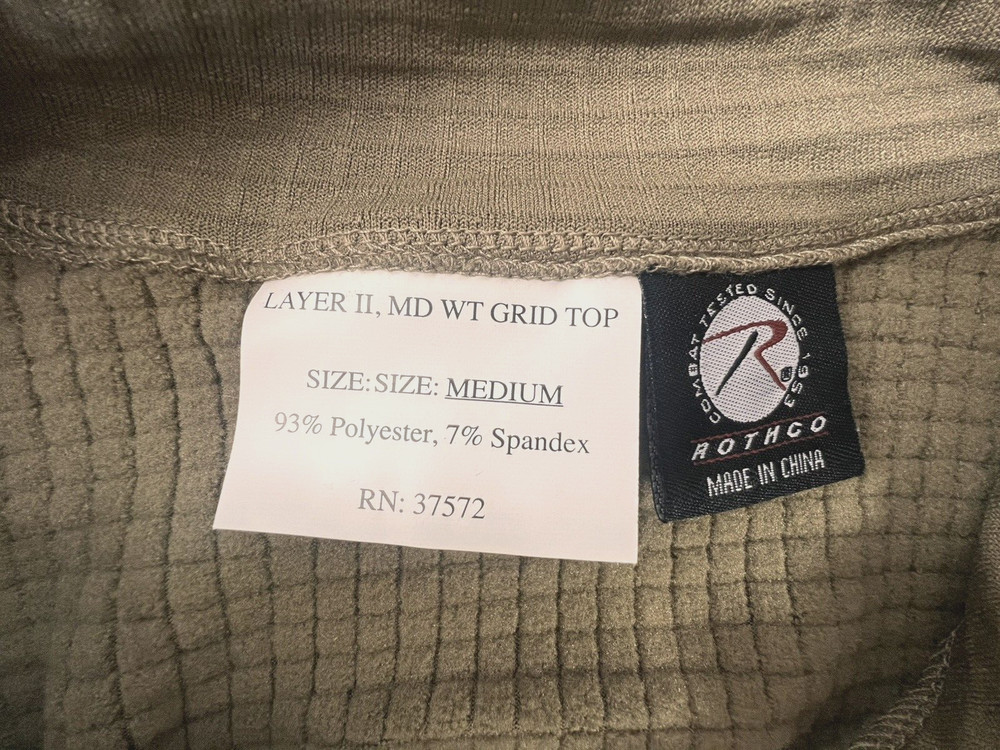 LAYER II, MD WT GRID TOP
SIZE:SIZE: MEDIUM
93% Polyester, 7% Spandex
RN: 37572
COMBAT TESTED SINCE 1953
R
ROTHCO
MADE IN CHINA